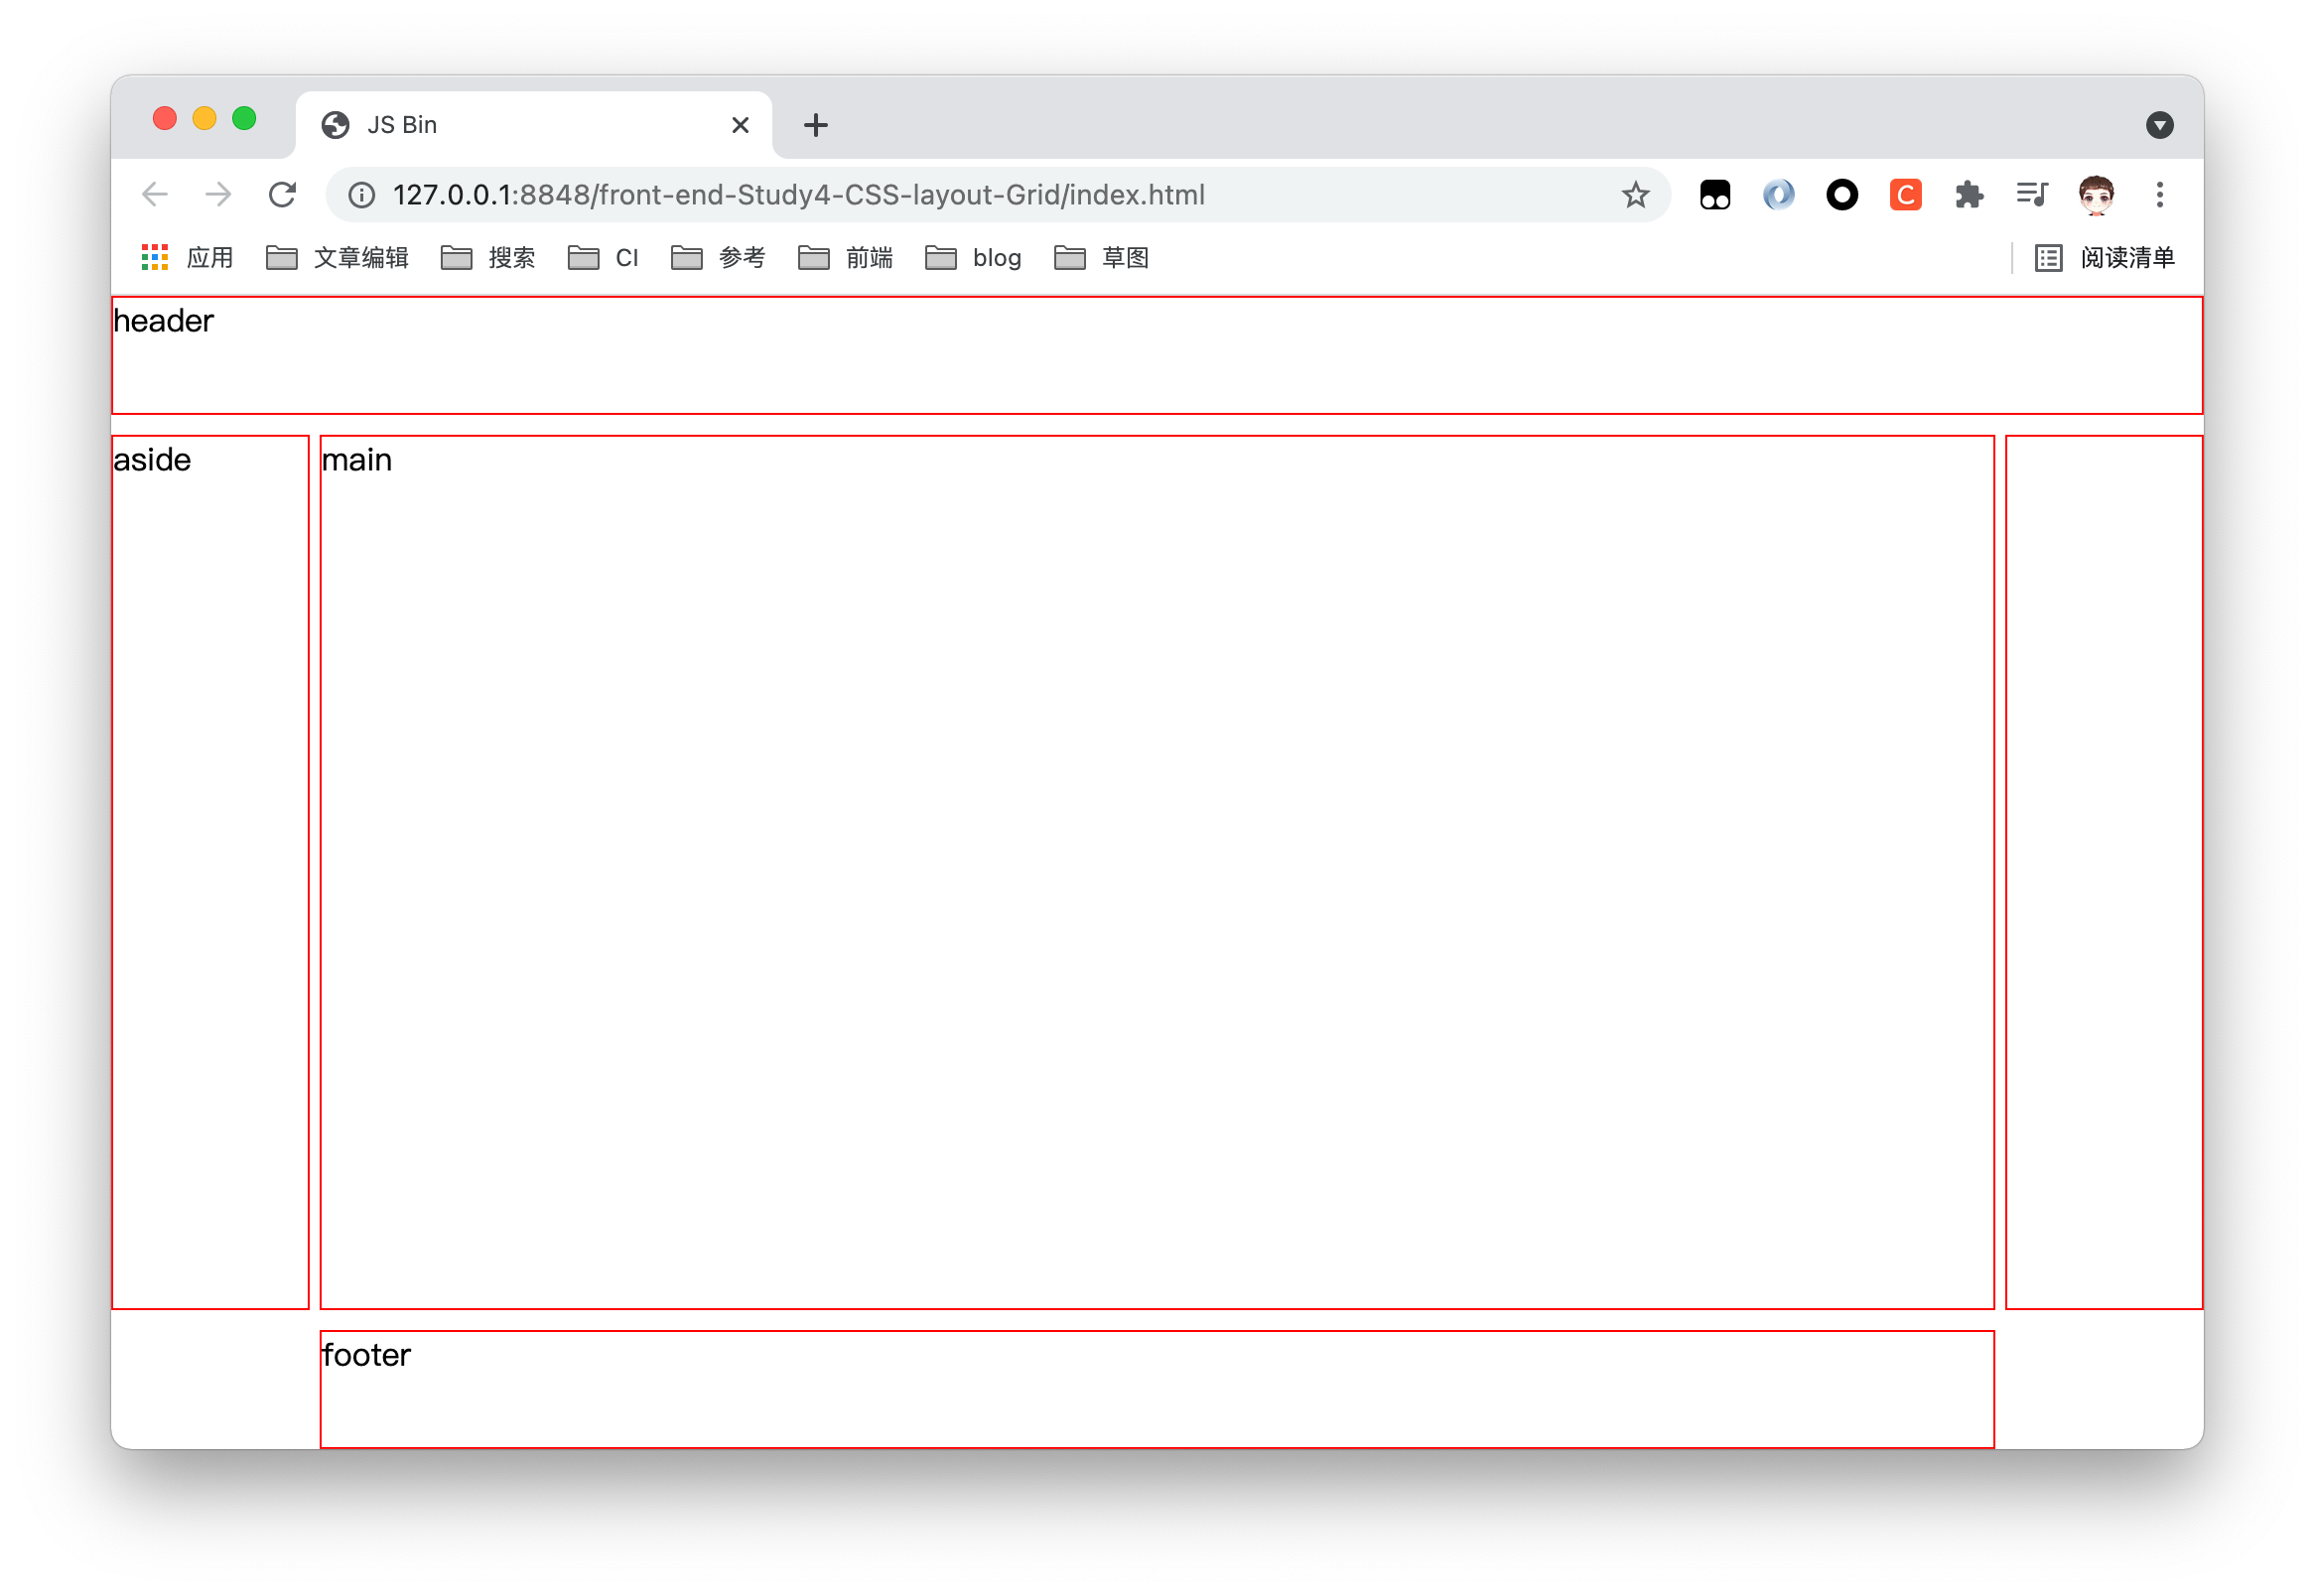 JS Bin
127.0.0.1:8848/front-end-Study4-CSS-layout-Grid/index.html
应用 文章编辑 搜索 CI 参考 前端 blog 草图 阅读清单
header
aside main
footer